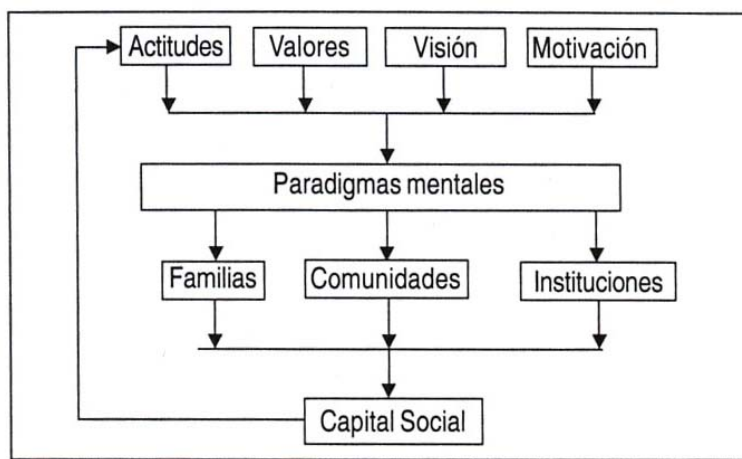 Actitudes
Valores
Visión
Motivación
Paradigmas mentales
Familias
Comunidades
Instituciones
Capital Social